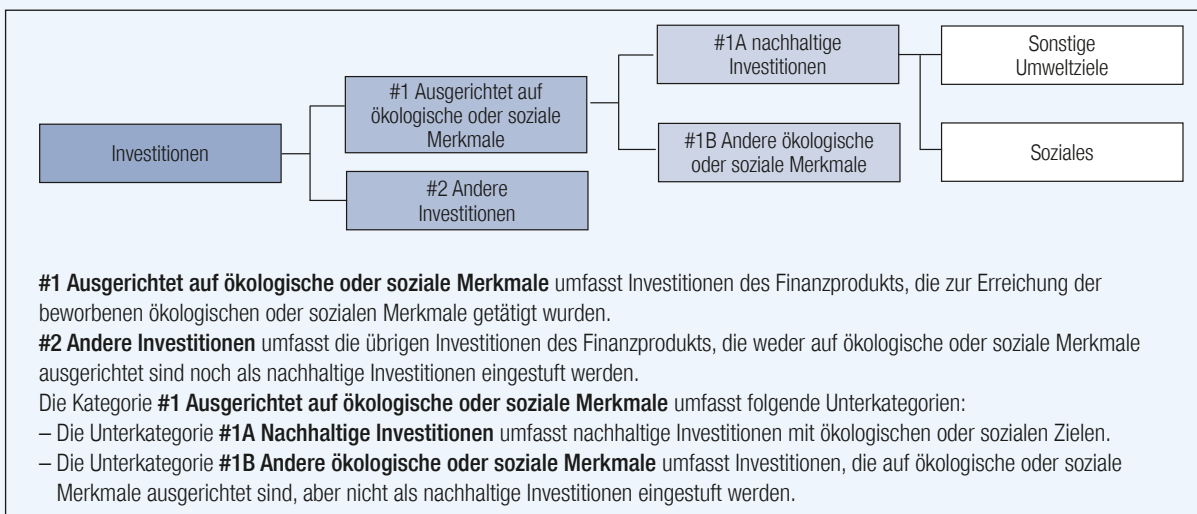 Investitionen
#1 Ausgerichtet auf
ökologische oder soziale
Merkmale
#2 Andere
Investitionen
#1A nachhaltige
Investitionen
#1B Andere ökologische
oder soziale Merkmale
Sonstige
Umweltziele
Soziales
#1 Ausgerichtet auf ökologische oder soziale Merkmale umfasst Investitionen des Finanzprodukts, die zur Erreichung der
beworbenen ökologischen oder sozialen Merkmale getätigt wurden.
#2 Andere Investitionen umfasst die übrigen Investitionen des Finanzprodukts, die weder auf ökologische oder soziale Merkmale
ausgerichtet sind noch als nachhaltige Investitionen eingestuft werden.
Die Kategorie #1 Ausgerichtet auf ökologische oder soziale Merkmale umfasst folgende Unterkategorien:
– Die Unterkategorie #1A Nachhaltige Investitionen umfasst nachhaltige Investitionen mit ökologischen oder sozialen Zielen.
– Die Unterkategorie #1B Andere ökologische oder soziale Merkmale umfasst Investitionen, die auf ökologische oder soziale
Merkmale ausgerichtet sind, aber nicht als nachhaltige Investitionen eingestuft werden.